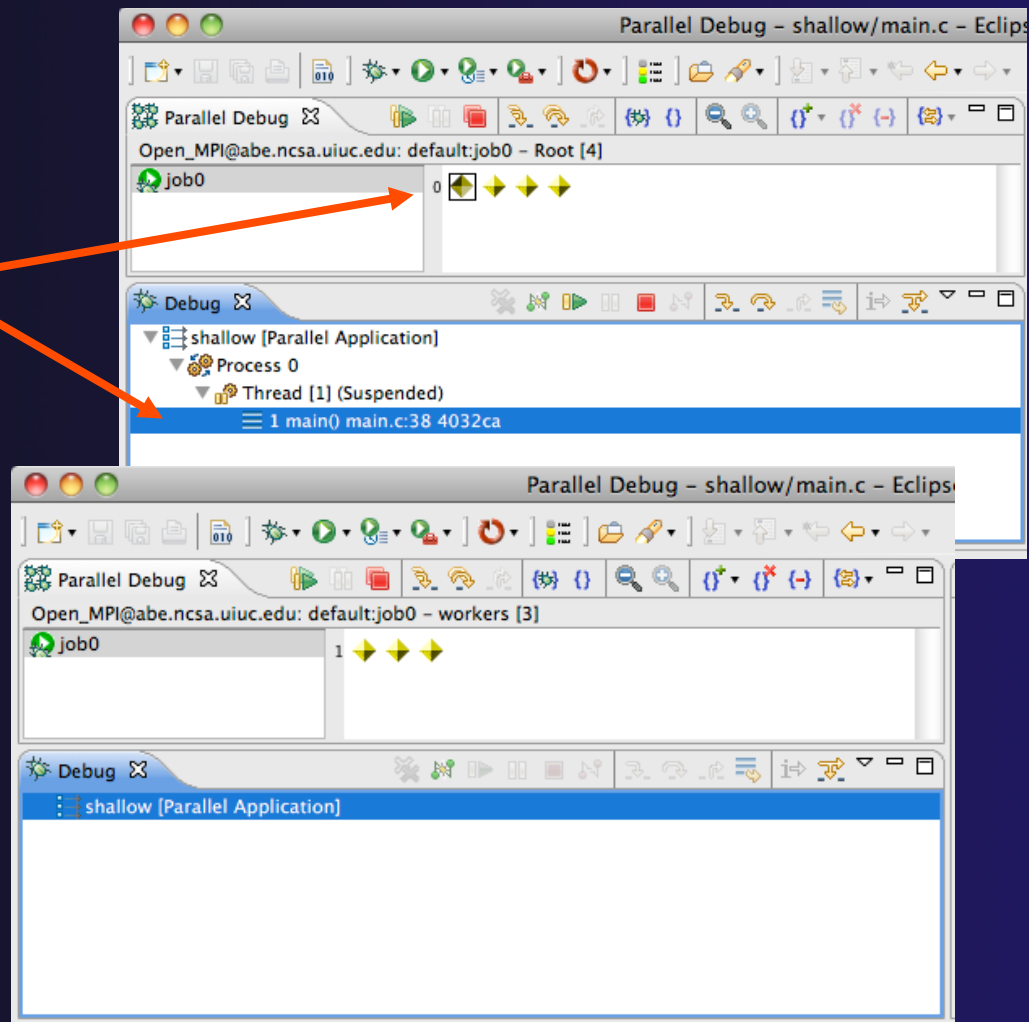 Parallel Debug – shallow/main.c – Eclips
010
Parallel Debug
Open_MPI@abe.ncsa.uiuc.edu: default:job0 – Root [4]
job0
0
Debug
shallow [Parallel Application]
Process 0
Thread [1] (Suspended)
1 main() main.c:38 4032ca
Parallel Debug – shallow/main.c – Eclips
010
Parallel Debug
Open_MPI@abe.ncsa.uiuc.edu: default:job0 – workers [3]
job0
1
Debug
shallow [Parallel Application]